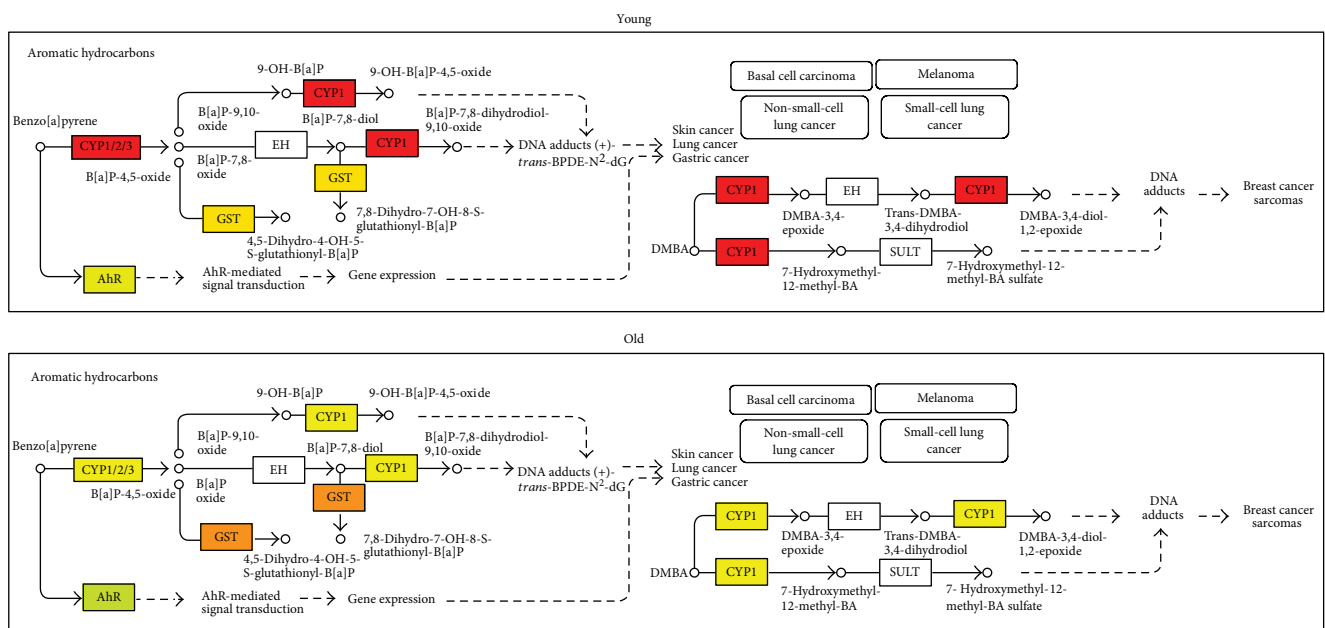 Young
Aromatic hydrocarbons
9-OH-B[a]P
9-OH-B[a]P-4,5-oxide
CYP1
Benzo[a]pyrene
B[a]P-9,10-
oxide
B[a]P-7,8-diol
B[a]P-7,8-dihydrodiol-
9,10-oxide
CYP1/2/3
EH
CYP1
DNA adducts (+)-
trans-BPDE-N²-dG
B[a]P-4,5-oxide
B[a]P-7,8-
oxide
GST
GST
7,8-Dihydro-7-OH-8-S-
glutathionyl-B[a]P
4,5-Dihydro-4-OH-5-
S-glutathionyl-B[a]P
AhR
AhR-mediated
signal transduction
Gene expression
Skin cancer
Lung cancer
Gastric cancer
Basal cell carcinoma
Melanoma
Non-small-cell
lung cancer
Small-cell lung
cancer
CYP1
EH
CYP1
DNA
adducts
Breast cancer
sarcomas
DMBA-3,4-
epoxide
Trans-DMBA-
3,4-dihydrodiol
DMBA-3,4-diol-
1,2-epoxide
DMBA
CYP1
SULT
7-Hydroxymethyl-
12-methyl-BA
7-Hydroxymethyl-12-
methyl-BA sulfate
Old
Aromatic hydrocarbons
9-OH-B[a]P
9-OH-B[a]P-4,5-oxide
CYP1
Benzo[a]pyrene
B[a]P-9,10-
oxide
B[a]P-7,8-diol
B[a]P-7,8-dihydrodiol-
9,10-oxide
CYP1/2/3
EH
CYP1
DNA adducts (+)-
trans-BPDE-N²-dG
B[a]P-4,5-oxide
B[a]P
oxide
GST
GST
7,8-Dihydro-7-OH-8-S-
glutathionyl-B[a]P
4,5-Dihydro-4-OH-5-
S-glutathionyl-B[a]P
AhR
AhR-mediated
signal transduction
Gene expression
Skin cancer
Lung cancer
Gastric cancer
Basal cell carcinoma
Melanoma
Non-small-cell
lung cancer
Small-cell lung
cancer
CYP1
EH
CYP1
DNA
adducts
Breast cancer
sarcomas
DMBA-3,4-
epoxide
Trans-DMBA-
3,4-dihydrodiol
DMBA-3,4-diol-
1,2-epoxide
DMBA
CYP1
SULT
7-Hydroxymethyl-
12-methyl-BA
7- Hydroxymethyl-12-
methyl-BA sulfate